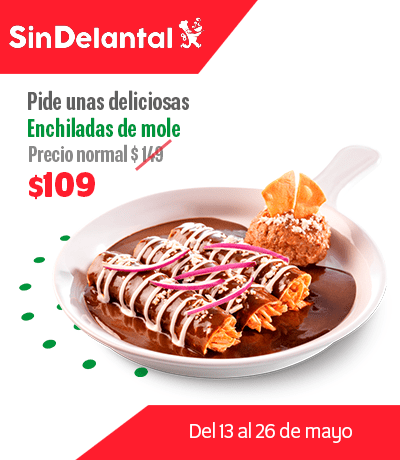 SinDelantal
Pide unas deliciosas
Enchiladas de mole
Precio normal $149
$109
Del 13 al 26 de mayo